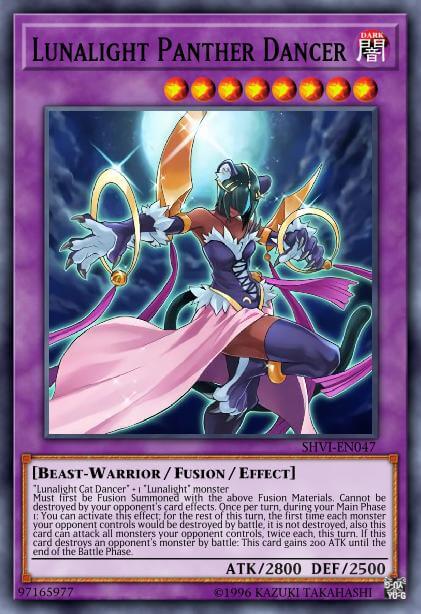 Lunalight Panther Dancer
DARK
闇
SHVI-EN047
[Beast-Warrior / Fusion / Effect]
"Lunalight Cat Dancer" + 1 "Lunalight" monster
Must first be Fusion Summoned with the above Fusion Materials. Cannot be
destroyed by your opponent's card effects. Once per turn, during your Main Phase
1: You can activate this effect; for the rest of this turn, the first time each monster
your opponent controls would be destroyed by battle, it is not destroyed, also this
card can attack all monsters your opponent controls, twice each, this turn. If this
card destroys an opponent's monster by battle: This card gains 200 ATK until the
end of the Battle Phase.
ATK/2800 DEF/2500
97165977 ©1996 KAZUKI TAKAHASHI